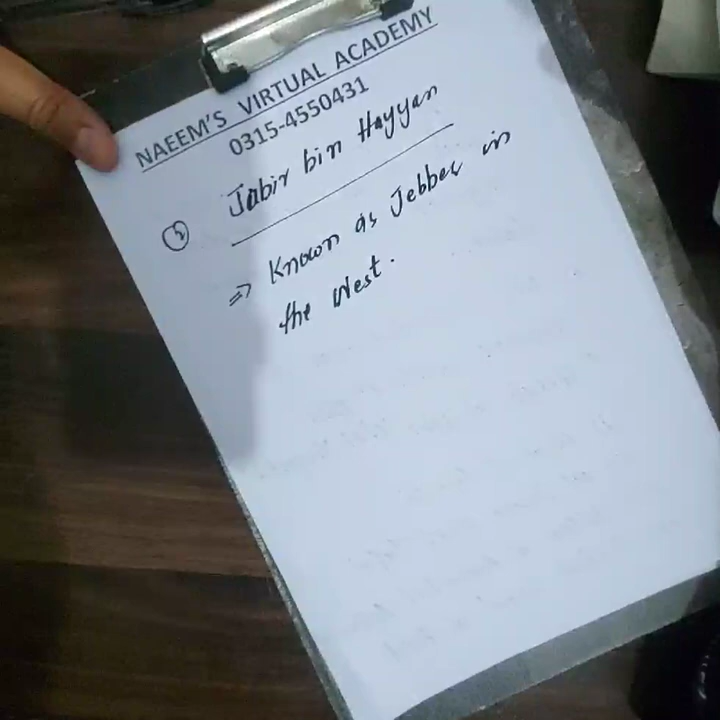 NAEEM'S VIRTUAL ACADEMY
0315-4550431
Jabir bin Hayyan
⇒ Known as Jebber in
the West.